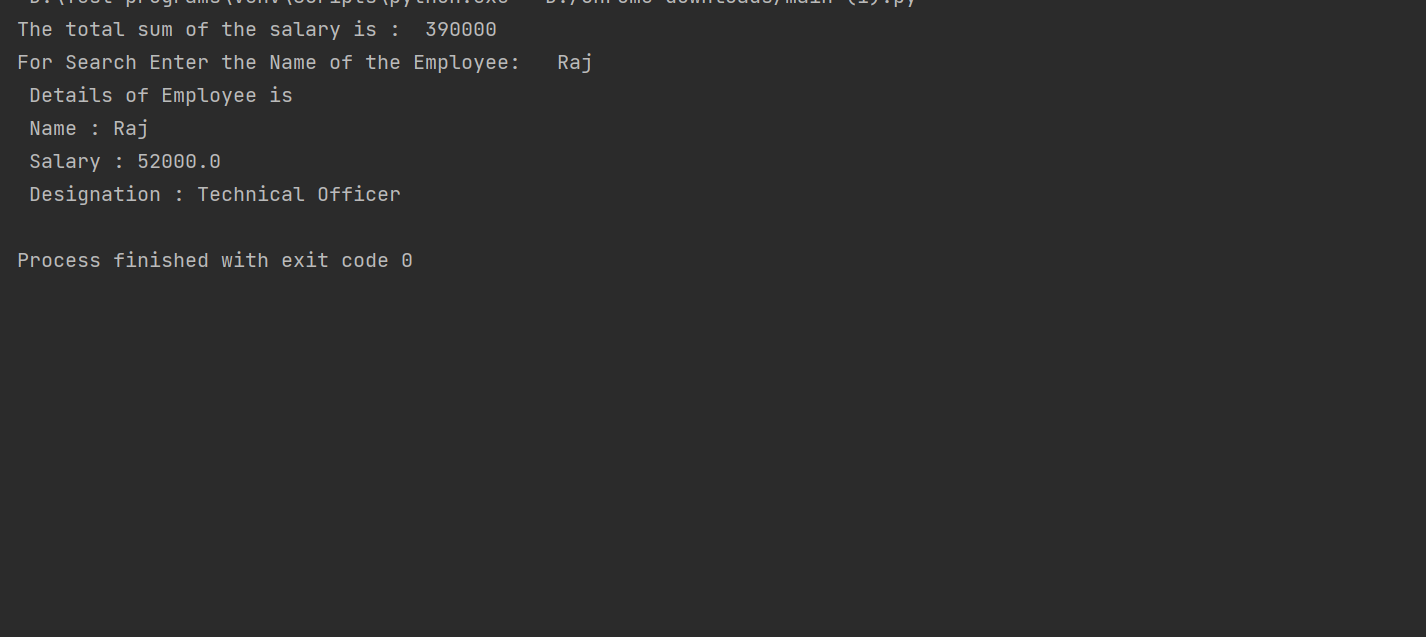 The total sum of the salary is :  390000
For Search Enter the Name of the Employee:   Raj
 Details of Employee is
 Name : Raj
 Salary : 52000.0
 Designation : Technical Officer
Process finished with exit code 0